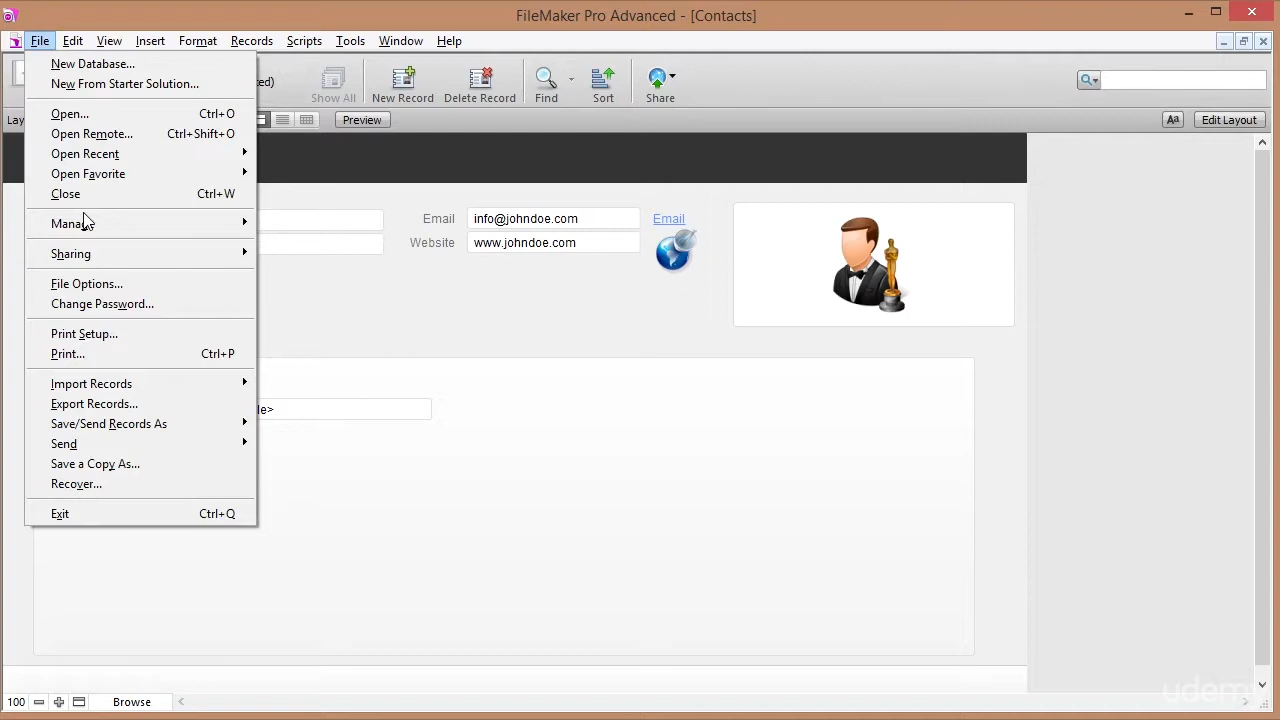 FileMaker Pro Advanced - [Contacts]
File Edit View Insert Format Records Scripts Tools Window Help
New Database...
New From Starter Solution...
Open... Ctrl+O
Open Remote... Ctrl+Shift+O
Open Recent
Open Favorite
Close Ctrl+W
Sharing
File Options...
Change Password...
Print Setup...
Print... Ctrl+P
Import Records
Export Records...
Save/Send Records As
Send
Save a Copy As...
Recover...
Exit Ctrl+Q
Show All New Record Delete Record Find Sort Share
Preview Aa Edit Layout
Email info@johndoe.com Email
Website www.johndoe.com
100 Browse
udemy